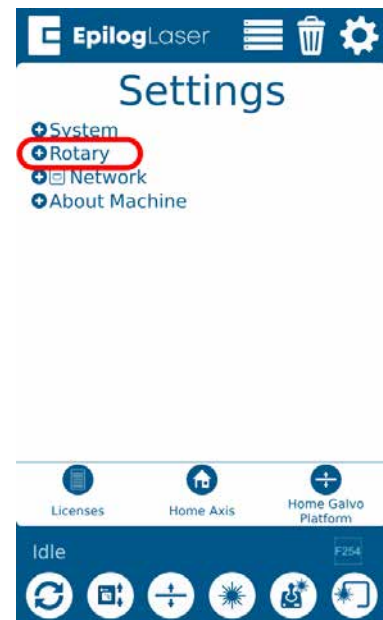 EpilogLaser
Settings
System
Rotary
Network
About Machine
Licenses
Home Axis
Home Galvo
Platform
Idle
F254